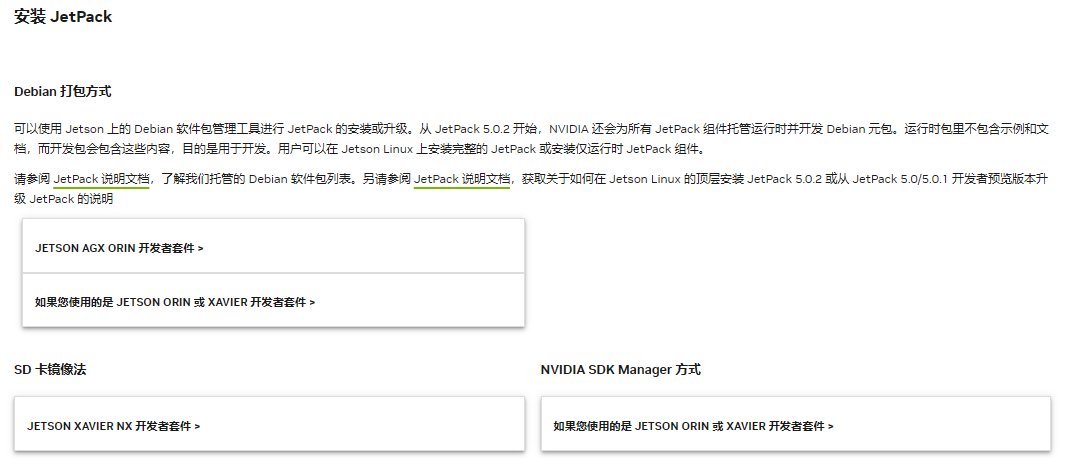 安装 JetPack
Debian 打包方式
可以使用 Jetson 上的 Debian 软件包管理工具进行 JetPack 的安装或升级。从 JetPack 5.0.2 开始，NVIDIA 还会为所有 JetPack 组件托管运行时并开发 Debian 元包。运行时包里不包含示例和文
档，而开发包会包含这些内容，目的是用于开发。用户可以在 Jetson Linux 上安装完整的 JetPack 或安装仅运行时 JetPack 组件。
请参阅 JetPack 说明文档，了解我们托管的 Debian 软件包列表。另请参阅 JetPack 说明文档，获取关于如何在 Jetson Linux 的顶层安装 JetPack 5.0.2 或从 JetPack 5.0/5.0.1 开发者预览版本升
级 JetPack 的说明
JETSON AGX ORIN 开发者套件 >
如果您使用的是 JETSON ORIN 或 XAVIER 开发者套件 >
SD 卡镜像法
JETSON XAVIER NX 开发者套件 >
NVIDIA SDK Manager 方式
如果您使用的是 JETSON ORIN 或 XAVIER 开发者套件 >